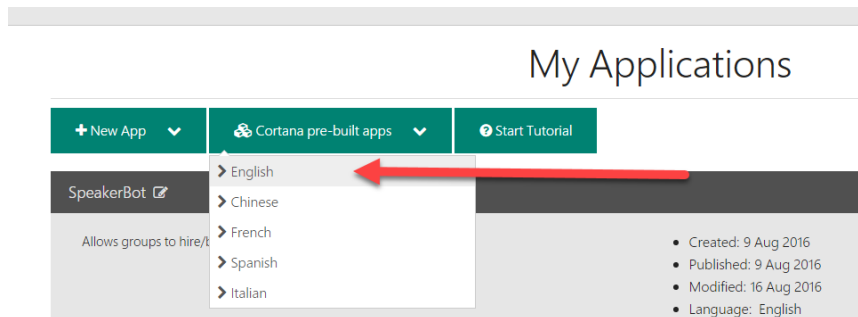 My Applications
New App
Cortana pre-built apps
Start Tutorial
English
SpeakerBot
Chinese
Allows groups to hire/
French
Spanish
Italian
Created: 9 Aug 2016
Published: 9 Aug 2016
Modified: 16 Aug 2016
Language: English